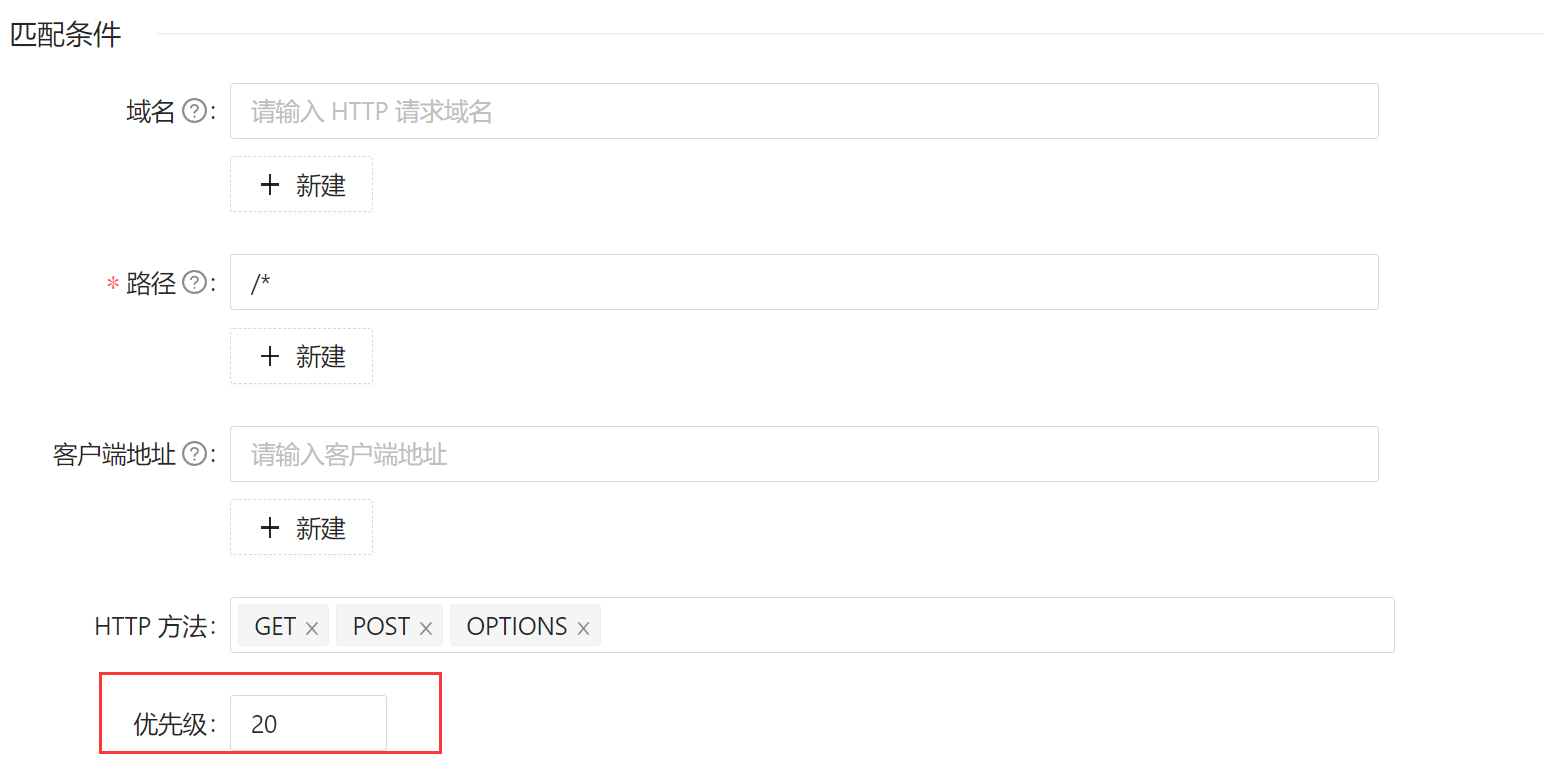 匹配条件
域名 ? : 请输入 HTTP 请求域名
+ 新建
* 路径 ? : /*
+ 新建
客户端地址 ? : 请输入客户端地址
+ 新建
HTTP 方法: GET × POST × OPTIONS ×
优先级: 20